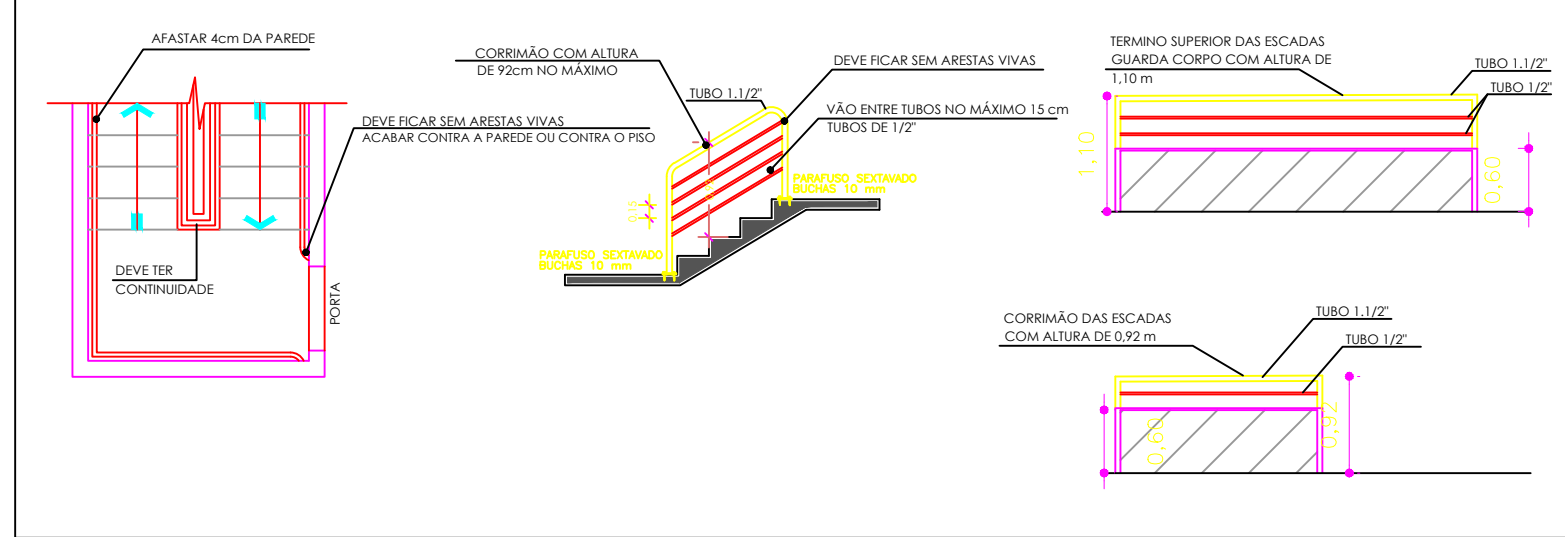 AFASTAR 4cm DA PAREDE
DEVE FICAR SEM ARESTAS VIVAS
ACABAR CONTRA A PAREDE OU CONTRA O PISO
DEVE TER
CONTINUIDADE
PORTA
CORRIMÃO COM ALTURA
DE 92cm NO MÁXIMO
TUBO 1.1/2"
DEVE FICAR SEM ARESTAS VIVAS
VÃO ENTRE TUBOS NO MÁXIMO 15 cm
TUBOS DE 1/2"
PARAFUSO SEXTAVADO
BUCHAS 10 mm
0,15
PARAFUSO SEXTAVADO
BUCHAS 10 mm
TERMINO SUPERIOR DAS ESCADAS
GUARDA CORPO COM ALTURA DE
1,10 m
TUBO 1.1/2"
TUBO 1/2"
1,10
0,60
CORRIMÃO DAS ESCADAS
COM ALTURA DE 0,92 m
TUBO 1.1/2"
TUBO 1/2"
0,60
0,92